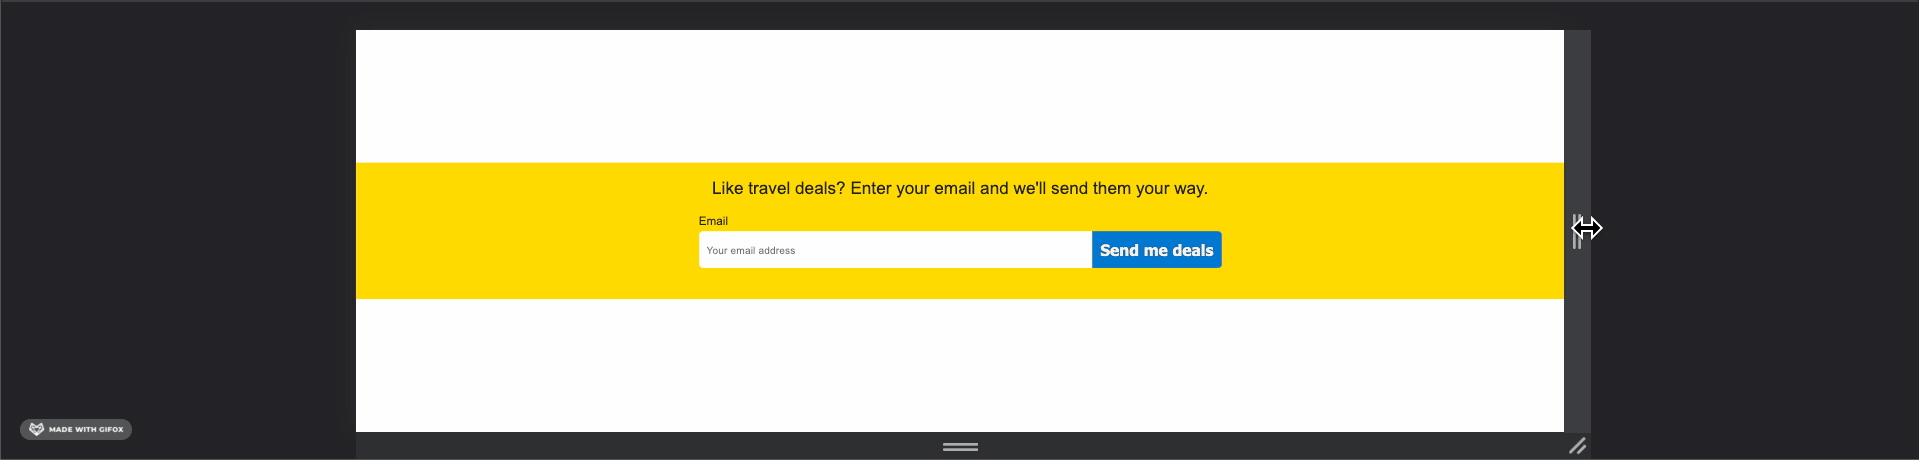 Like travel deals? Enter your email and we'll send them your way.
Email
Your email address
Send me deals
MADE WITH GIFOX